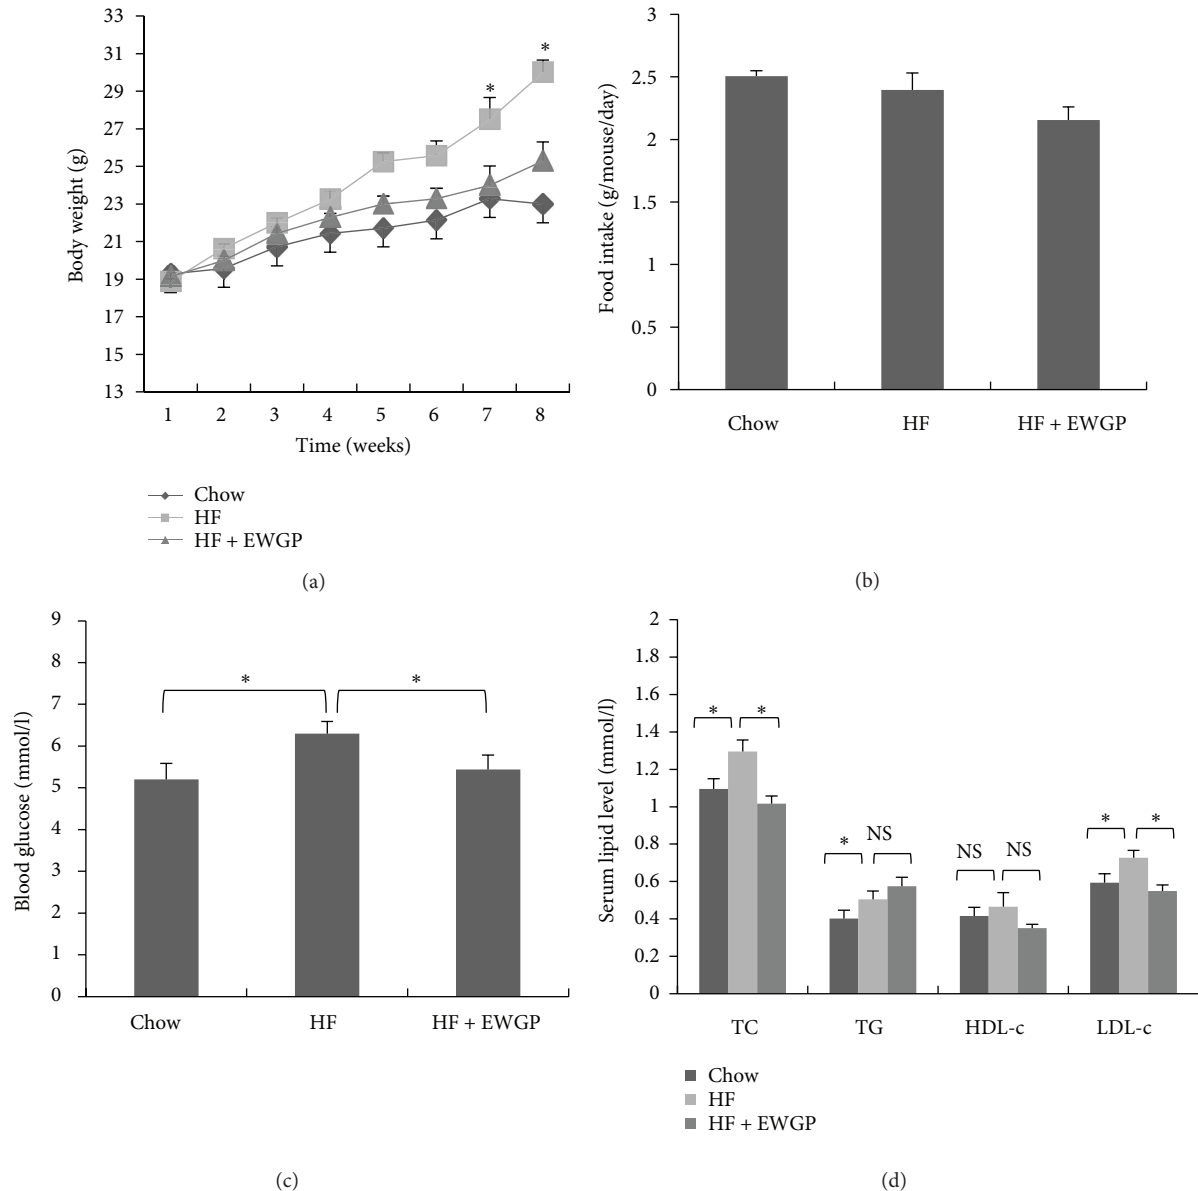 33
31
29
27
25
23
21
19
17
15
13
Body weight (g)
*
*
1 2 3 4 5 6 7 8
Time (weeks)
Chow
HF
HF + EWGP
(a)
3
2.5
2
1.5
1
0.5
0
Food intake (g/mouse/day)
Chow HF HF + EWGP
(b)
9
8
7
6
5
4
3
2
1
0
Blood glucose (mmol/l)
* *
Chow HF HF + EWGP
(c)
2
1.8
1.6
1.4
1.2
1
0.8
0.6
0.4
0.2
0
Serum lipid level (mmol/l)
* *
* NS
NS NS
* *
TC TG HDL-c LDL-c
Chow
HF
HF + EWGP
(d)